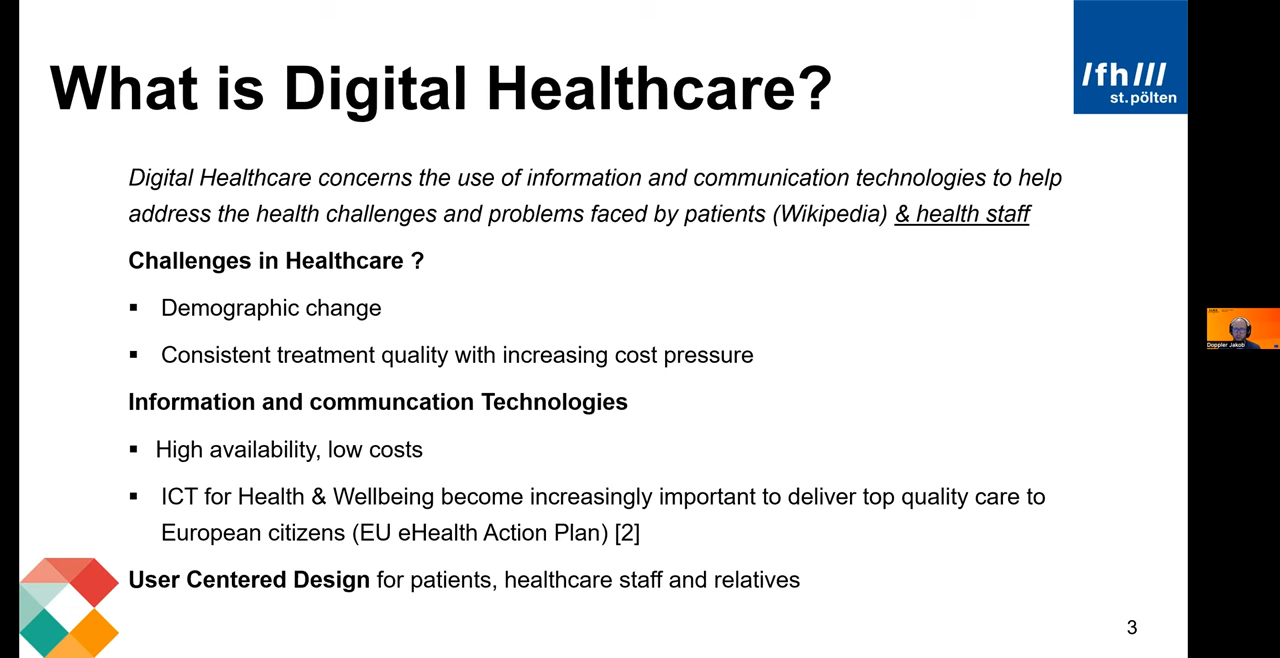 What is Digital Healthcare?
/fh///
st.pölten
Digital Healthcare concerns the use of information and communication technologies to help
address the health challenges and problems faced by patients (Wikipedia) & health staff
Challenges in Healthcare ?
▪ Demographic change
▪ Consistent treatment quality with increasing cost pressure
Information and communcation Technologies
▪ High availability, low costs
▪ ICT for Health & Wellbeing become increasingly important to deliver top quality care to
European citizens (EU eHealth Action Plan) [2]
User Centered Design for patients, healthcare staff and relatives
3
Doppler Jakob